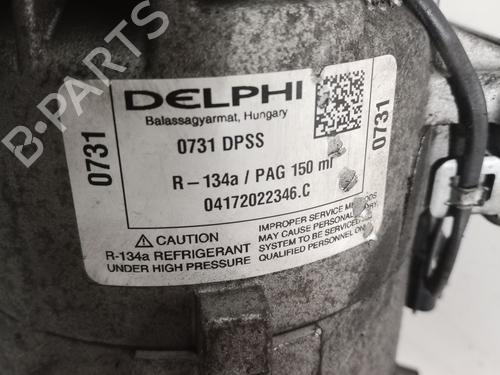 DELPHI
Balassagyarmat, Hungary
0731 DPSS
R-134a / PAG 150 ml
04172022346.C
0731
0731
CAUTION
R-134a REFRIGERANT
UNDER HIGH PRESSURE
IMPROPER SERVICE METHODS
MAY CAUSE PERSONAL INJURY
SYSTEM TO BE SERVICED BY
QUALIFIED PERSONNEL ONLY
B-PARTS